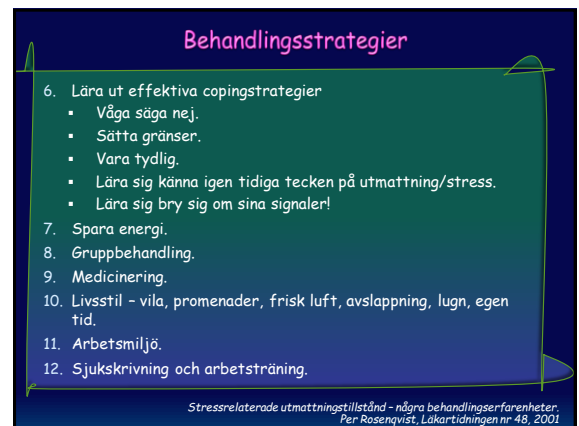 Behandlingsstrategier
6. Lära ut effektiva copingstrategier
▪ Våga säga nej.
▪ Sätta gränser.
▪ Vara tydlig.
▪ Lära sig känna igen tidiga tecken på utmattning/stress.
▪ Lära sig bry sig om sina signaler!
7. Spara energi.
8. Gruppbehandling.
9. Medicinering.
10. Livsstil – vila, promenader, frisk luft, avslappning, lugn, egen
tid.
11. Arbetsmiljö.
12. Sjukskrivning och arbetsträning.
Stressrelaterade utmattningstillstånd – några behandlingserfarenheter.
Per Rosenqvist, Läkartidningen nr 48, 2001